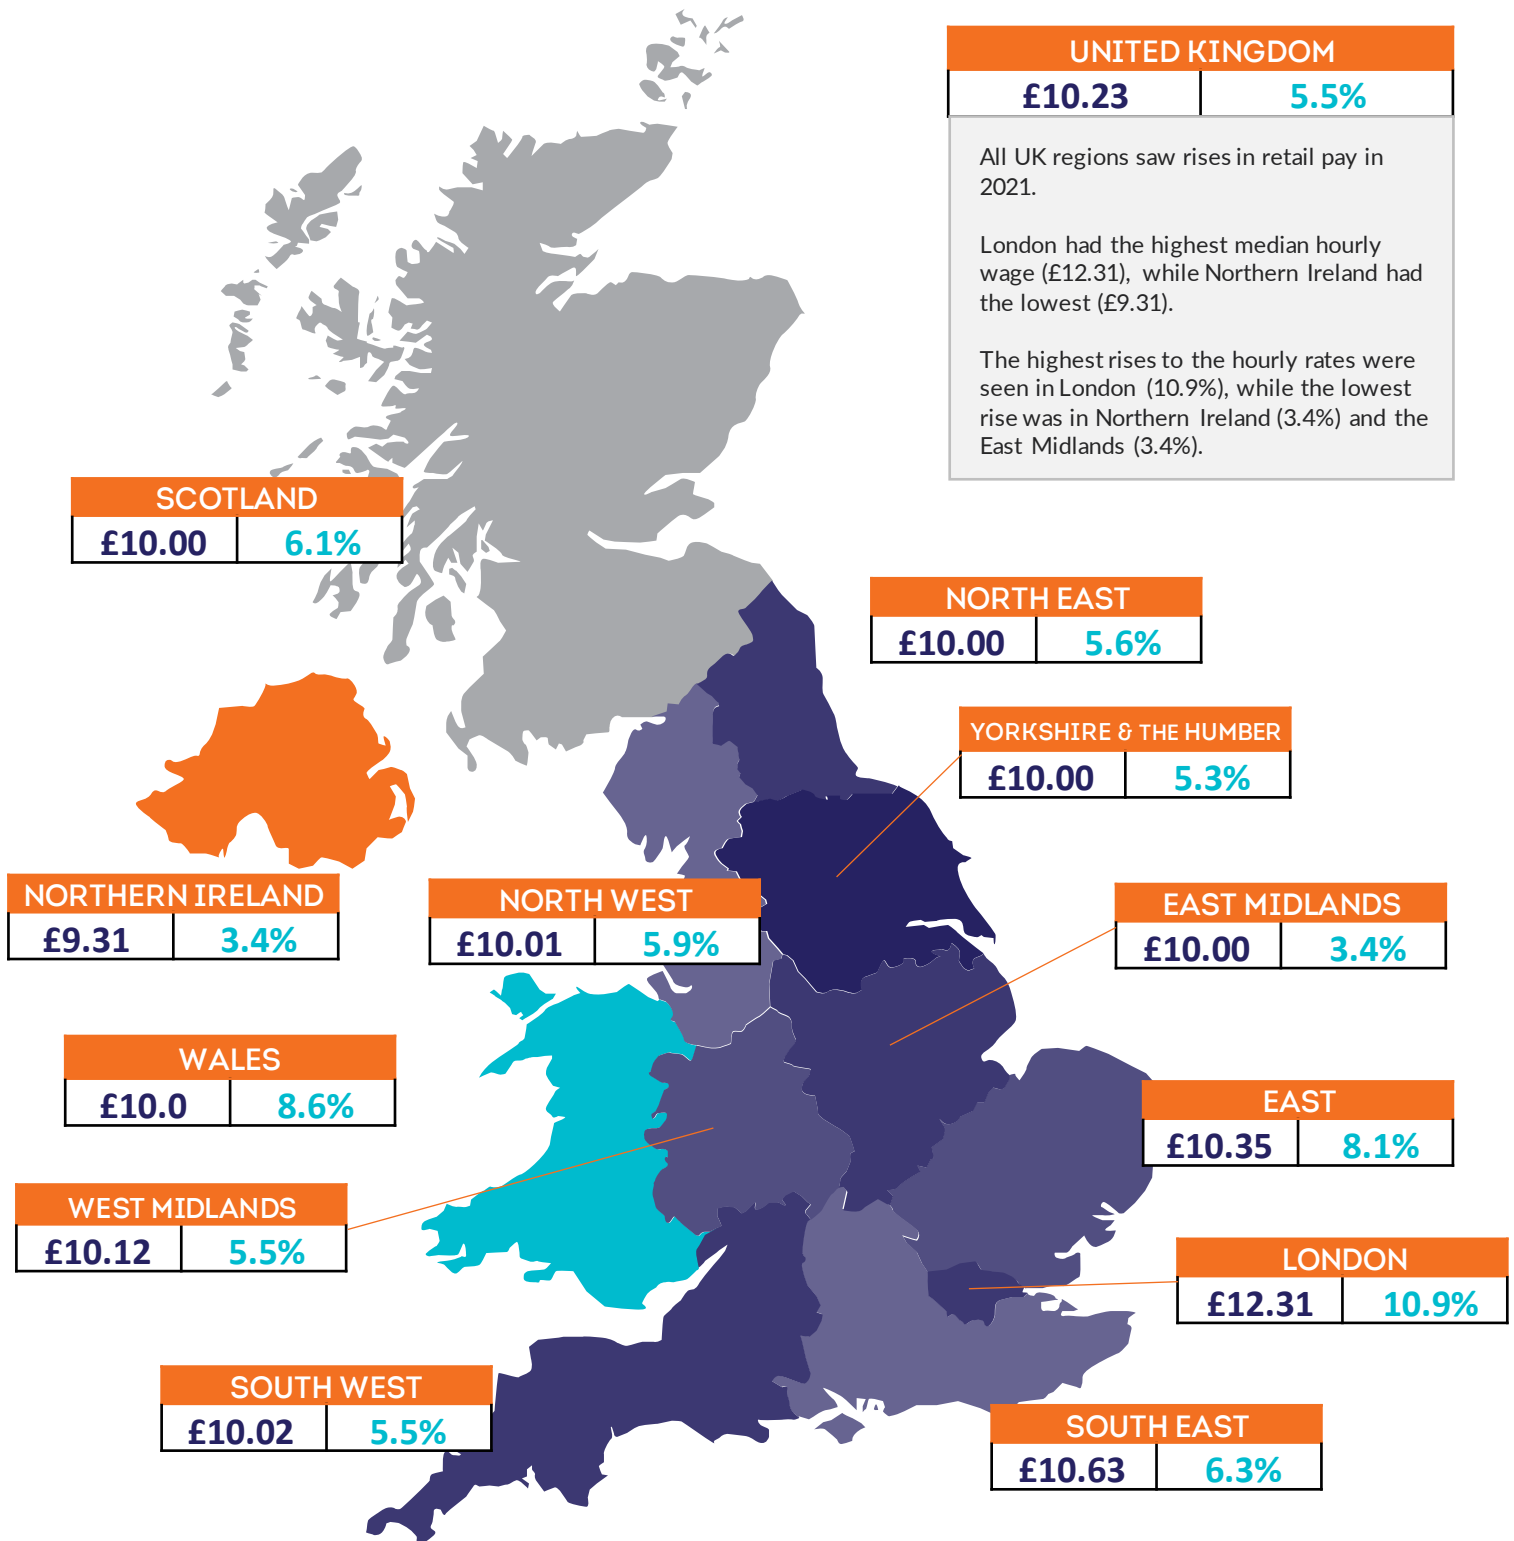 UNITED KINGDOM
£10.23 5.5%
All UK regions saw rises in retail pay in
2021.
London had the highest median hourly
wage (£12.31), while Northern Ireland had
the lowest (£9.31).
The highest rises to the hourly rates were
seen in London (10.9%), while the lowest
rise was in Northern Ireland (3.4%) and the
East Midlands (3.4%).
SCOTLAND
£10.00 6.1%
NORTH EAST
£10.00 5.6%
YORKSHIRE & THE HUMBER
£10.00 5.3%
NORTHERN IRELAND
£9.31 3.4%
NORTH WEST
£10.01 5.9%
EAST MIDLANDS
£10.00 3.4%
WALES
£10.0 8.6%
EAST
£10.35 8.1%
WEST MIDLANDS
£10.12 5.5%
LONDON
£12.31 10.9%
SOUTH WEST
£10.02 5.5%
SOUTH EAST
£10.63 6.3%